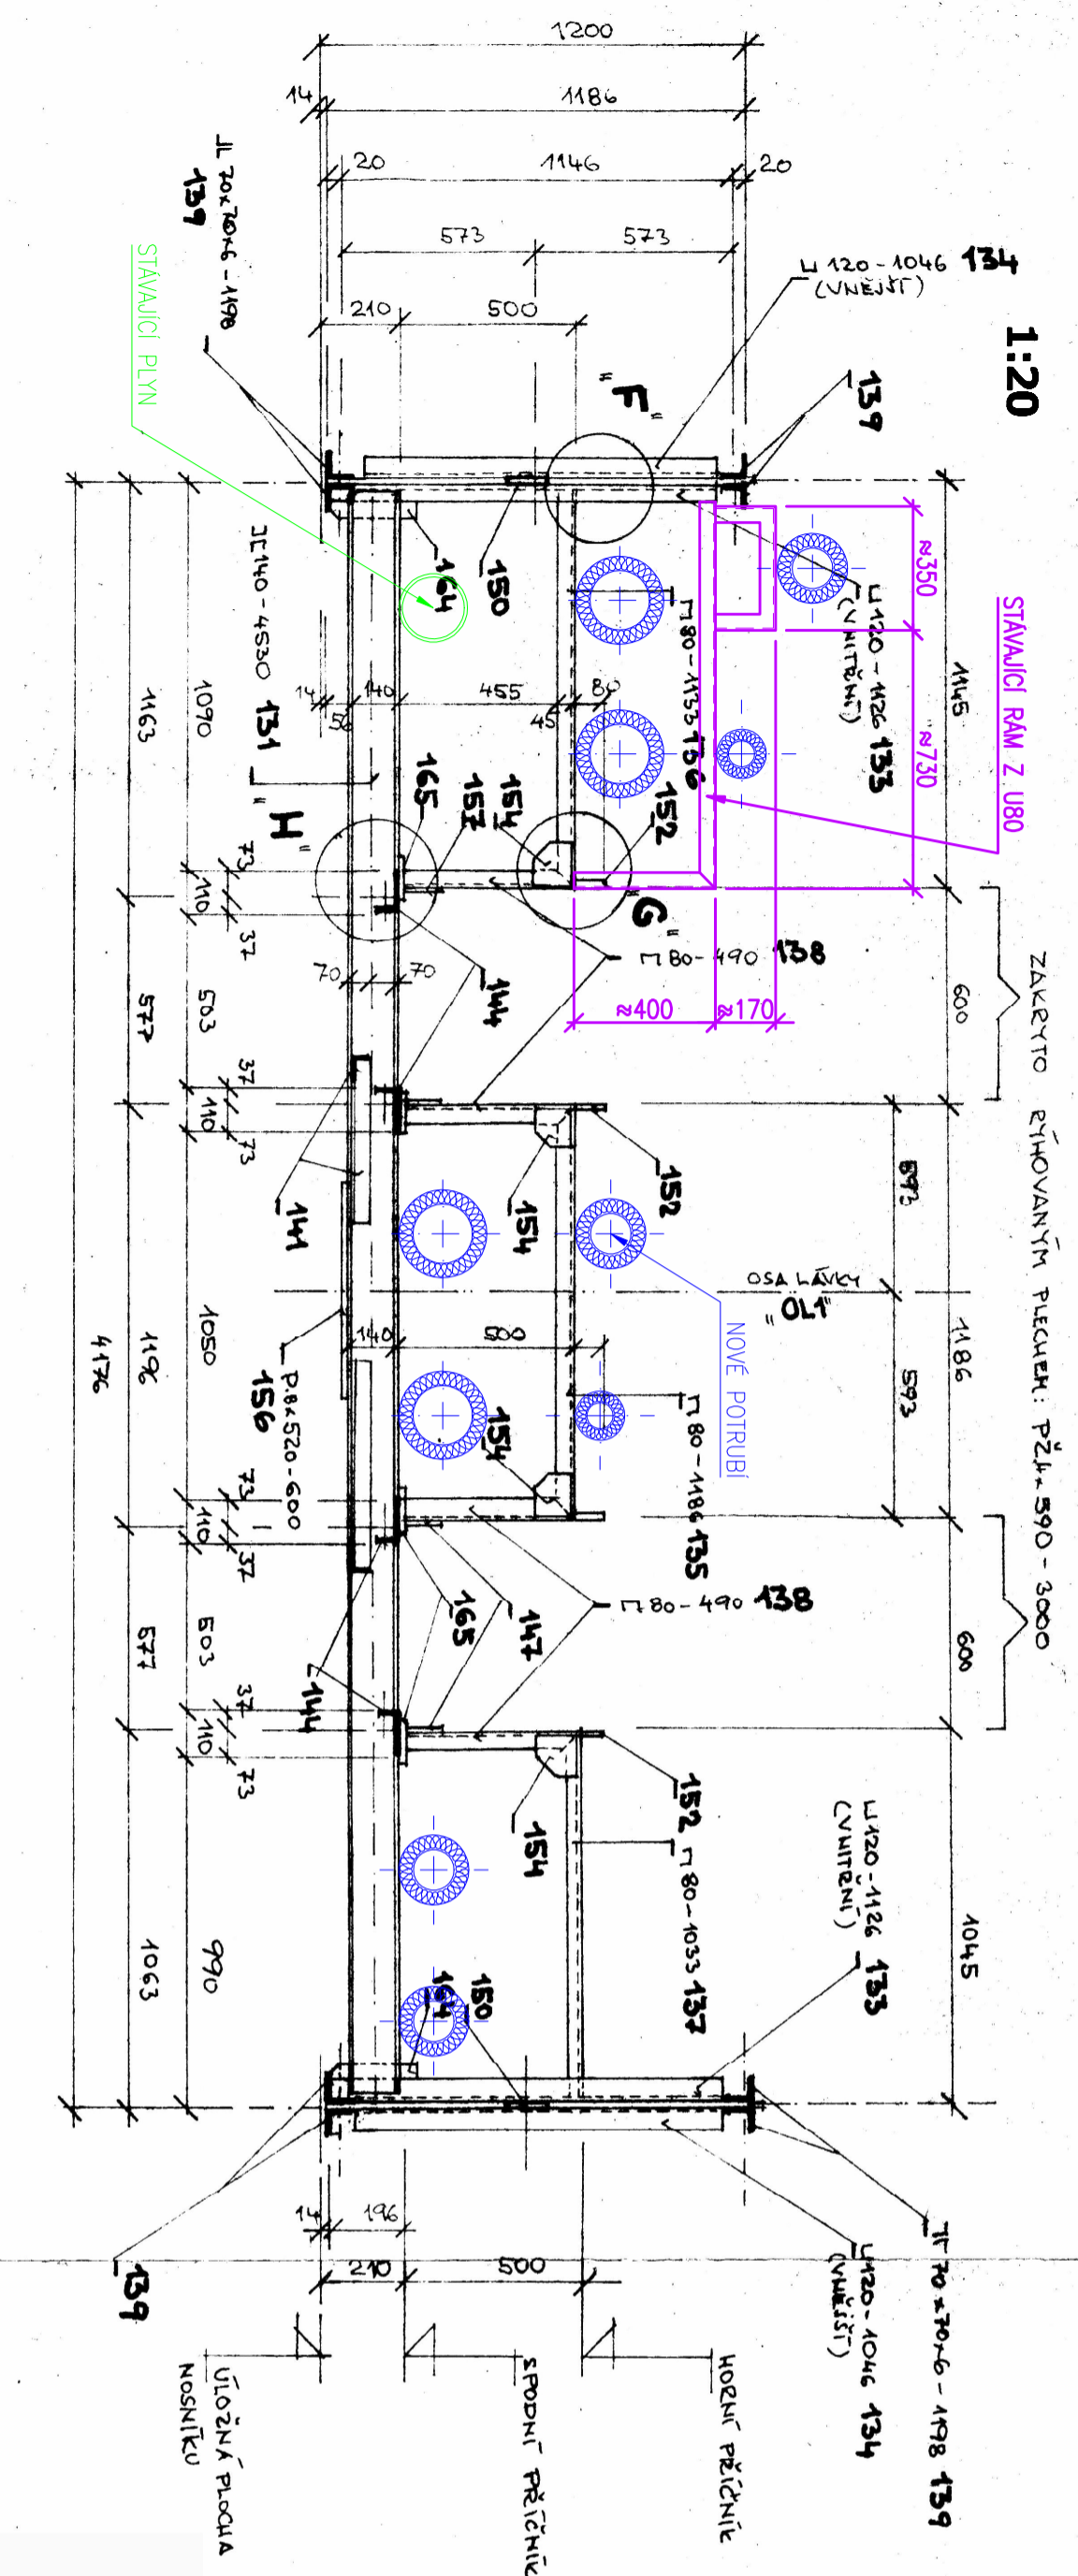 1:20
1200
1186
14
1146
20
20
573
573
210
500
⅃L 70x70x6-1198
139
STÁVAJÍCÍ PLYN
⊔ 120-1046 134
(VNĚJŠÍ)
139
"F"
150
164
⊔ 120-1126 133
(VNITŘNÍ)
≈350
≈730
STÁVAJÍCÍ RÁM Z U80
1145
⊓ 80-1133 136
140
455
45
80
14
56
][ 140-4530 131
"H"
165
157
154
152
"G"
1090
1163
73
110
37
⊓ 80-490 138
≈400
≈170
144
70
70
600
ZAKRYTO RÝHOVANÝM PLECHEM: PŽ4x590-3000
503
577
37
110
73
141
154
152
593
1186
OSA LÁVKY
"OL1"
NOVÉ POTRUBÍ
593
140
500
P8x520-600
156
1050
1196
4176
154
⊓ 80-1186 135
73
110
37
165
147
⊓ 80-490 138
600
503
577
144
37
110
73
152
154
⊓ 80-1033 137
⊔ 120-1126 133
(VNITŘNÍ)
1045
990
1063
150
164
14
196
210
500
139
⅂Γ 70x70x6-1198 139
⊔ 120-1046 134
(VNĚJŠÍ)
HORNÍ PŘÍČNÍK
SPODNÍ PŘÍČNÍK
ÚLOŽNÁ PLOCHA
NOSNÍKU